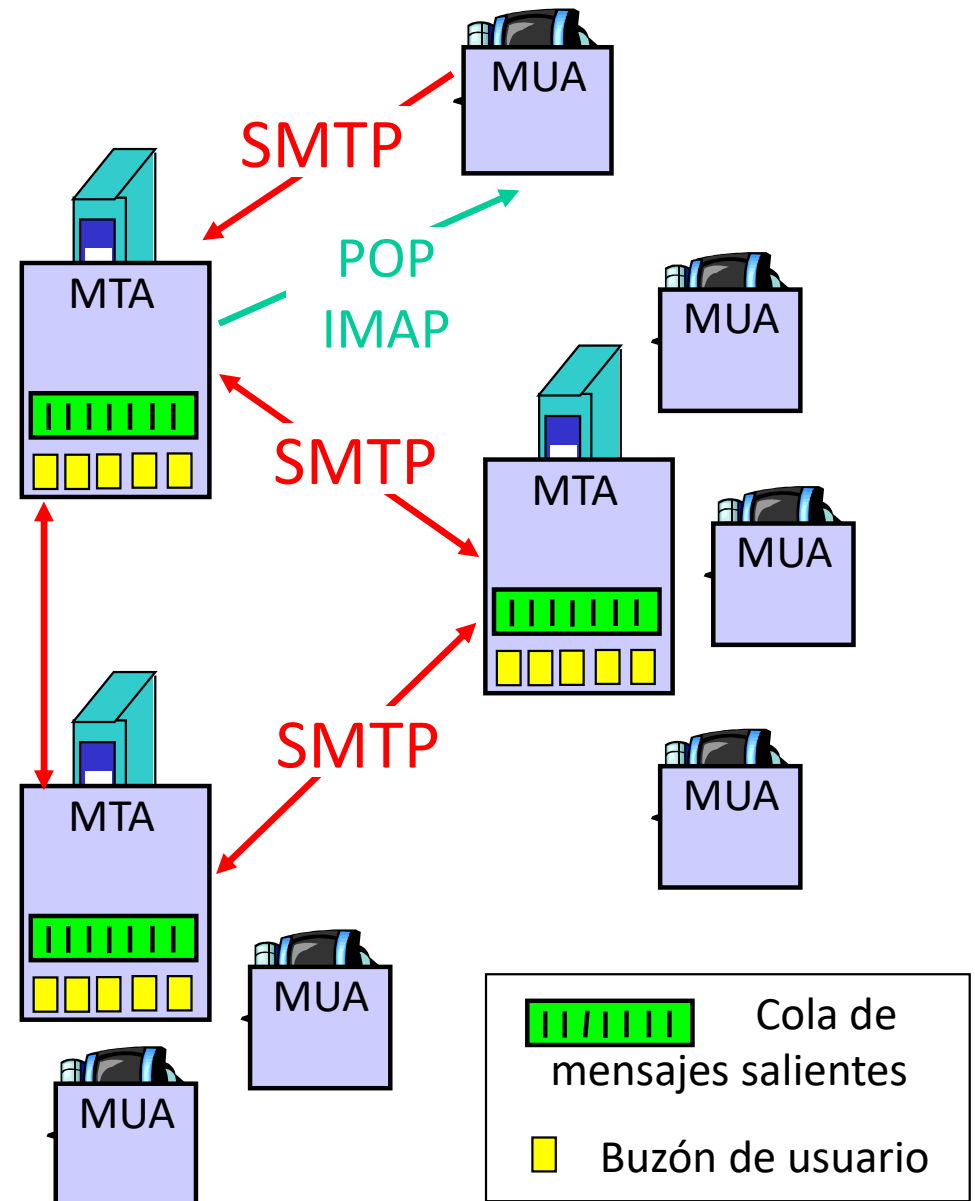 MUA
SMTP
POP
IMAP
MTA
MUA
SMTP
MTA
MUA
SMTP
MUA
MTA
MUA
MUA
Cola de
mensajes salientes
Buzón de usuario